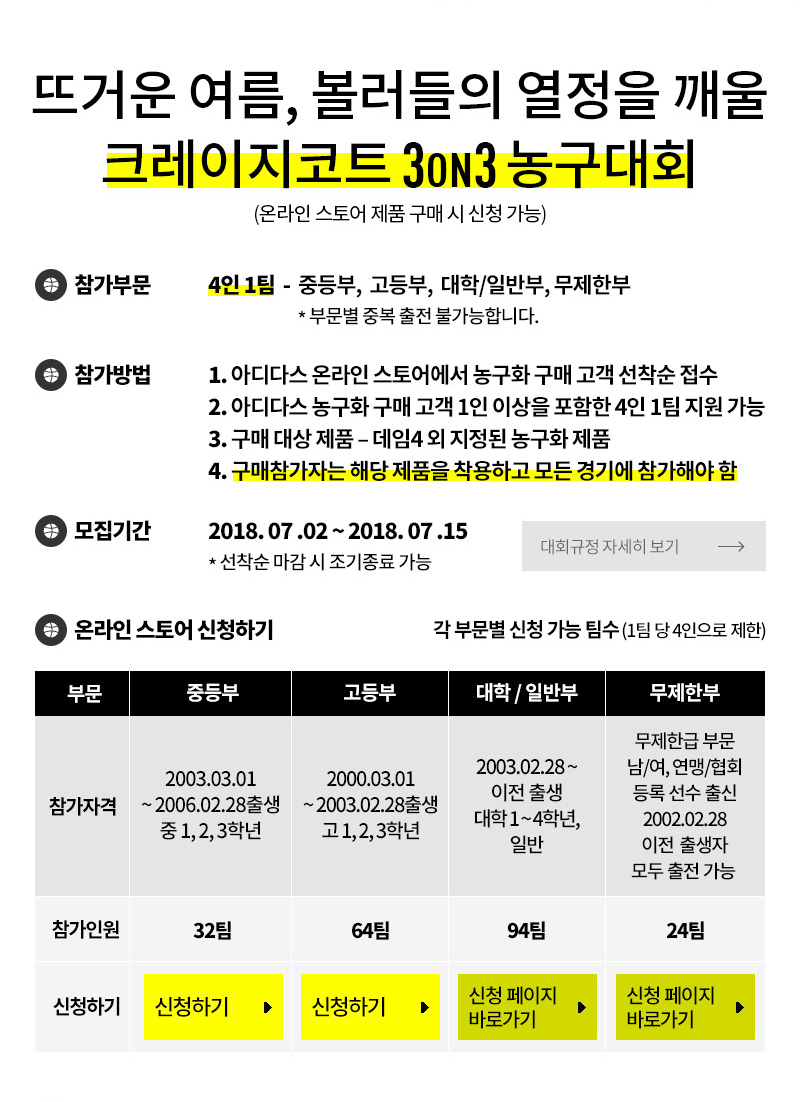 뜨거운 여름, 볼러들의 열정을 깨울
크레이지코트 3ON3 농구대회
(온라인 스토어 제품 구매 시 신청 가능)
참가부문
4인 1팀 - 중등부, 고등부, 대학/일반부, 무제한부
* 부문별 중복 출전 불가능합니다.
참가방법
1. 아디다스 온라인 스토어에서 농구화 구매 고객 선착순 접수
2. 아디다스 농구화 구매 고객 1인 이상을 포함한 4인 1팀 지원 가능
3. 구매 대상 제품 – 데임4 외 지정된 농구화 제품
4. 구매참가자는 해당 제품을 착용하고 모든 경기에 참가해야 함
모집기간
2018. 07 .02 ~ 2018. 07 .15
* 선착순 마감 시 조기종료 가능
대회규정 자세히 보기 →
온라인 스토어 신청하기
각 부문별 신청 가능 팀수 (1팀 당 4인으로 제한)
부문 중등부 고등부 대학 / 일반부 무제한부
참가자격
2003.03.01
~ 2006.02.28출생
중 1, 2, 3학년
2000.03.01
~ 2003.02.28출생
고 1, 2, 3학년
2003.02.28 ~
이전 출생
대학 1 ~ 4학년,
일반
무제한급 부문
남/여, 연맹/협회
등록 선수 출신
2002.02.28
이전 출생자
모두 출전 가능
참가인원 32팀 64팀 94팀 24팀
신청하기
신청하기
신청하기
신청 페이지
바로가기
신청 페이지
바로가기